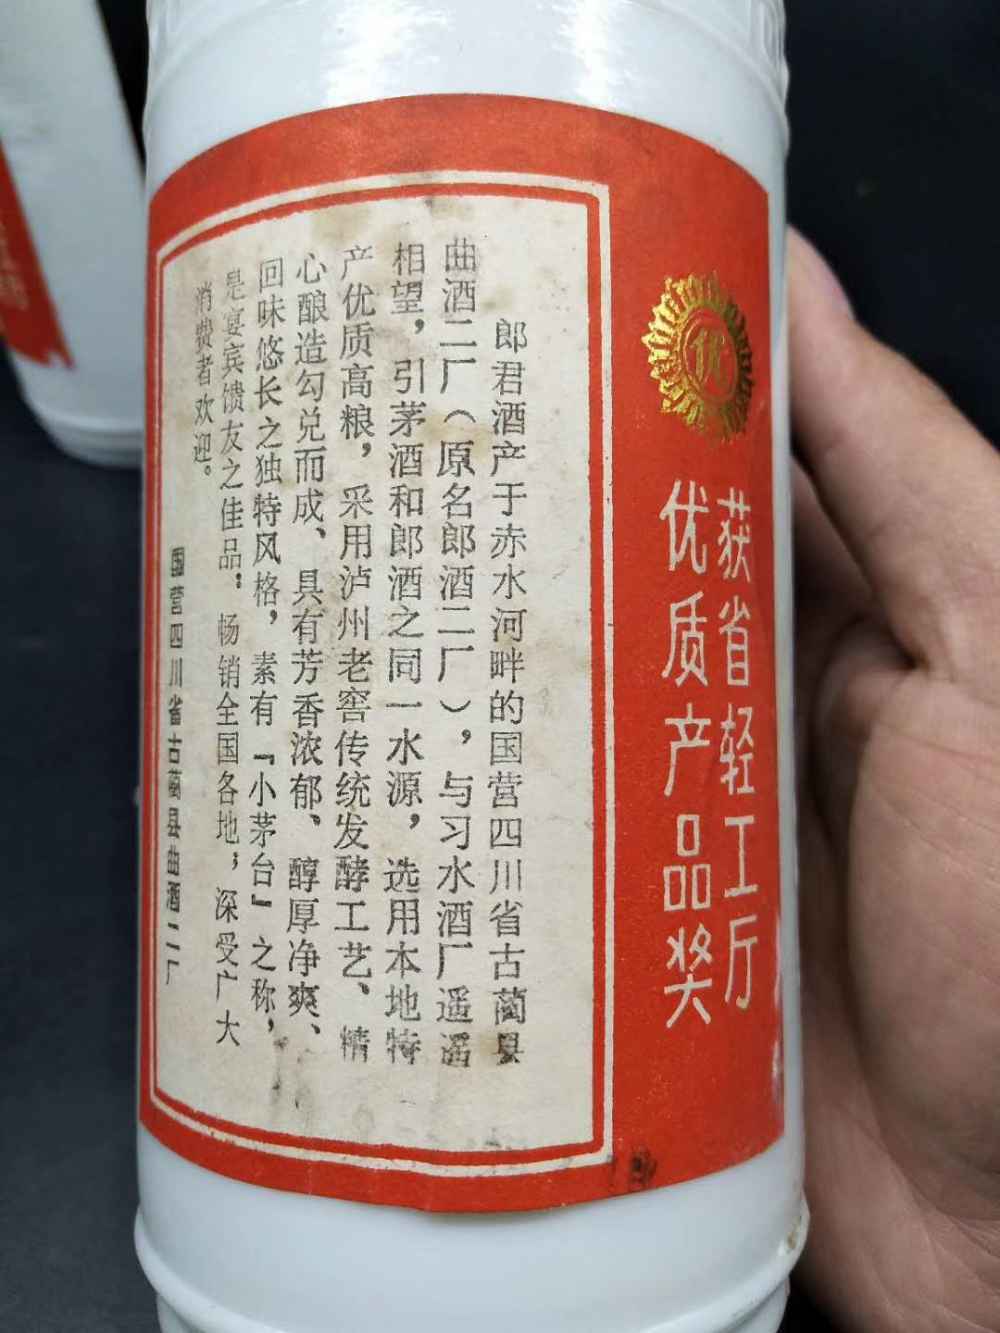 优
获省轻工厅
优质产品奖
郎君酒产于赤水河畔的国营四川省古蔺县
曲酒二厂（原名郎酒二厂），与习水酒厂遥遥
相望，引茅酒和郎酒之同一水源，选用本地特
产优质高粮，采用泸州老窖传统发酵工艺、精
心酿造勾兑而成、具有芳香浓郁、醇厚净爽、
回味悠长之独特风格，素有『小茅台』之称，
是宴宾馈友之佳品；畅销全国各地；深受广大
消费者欢迎。
国营四川省古蔺县曲酒二厂